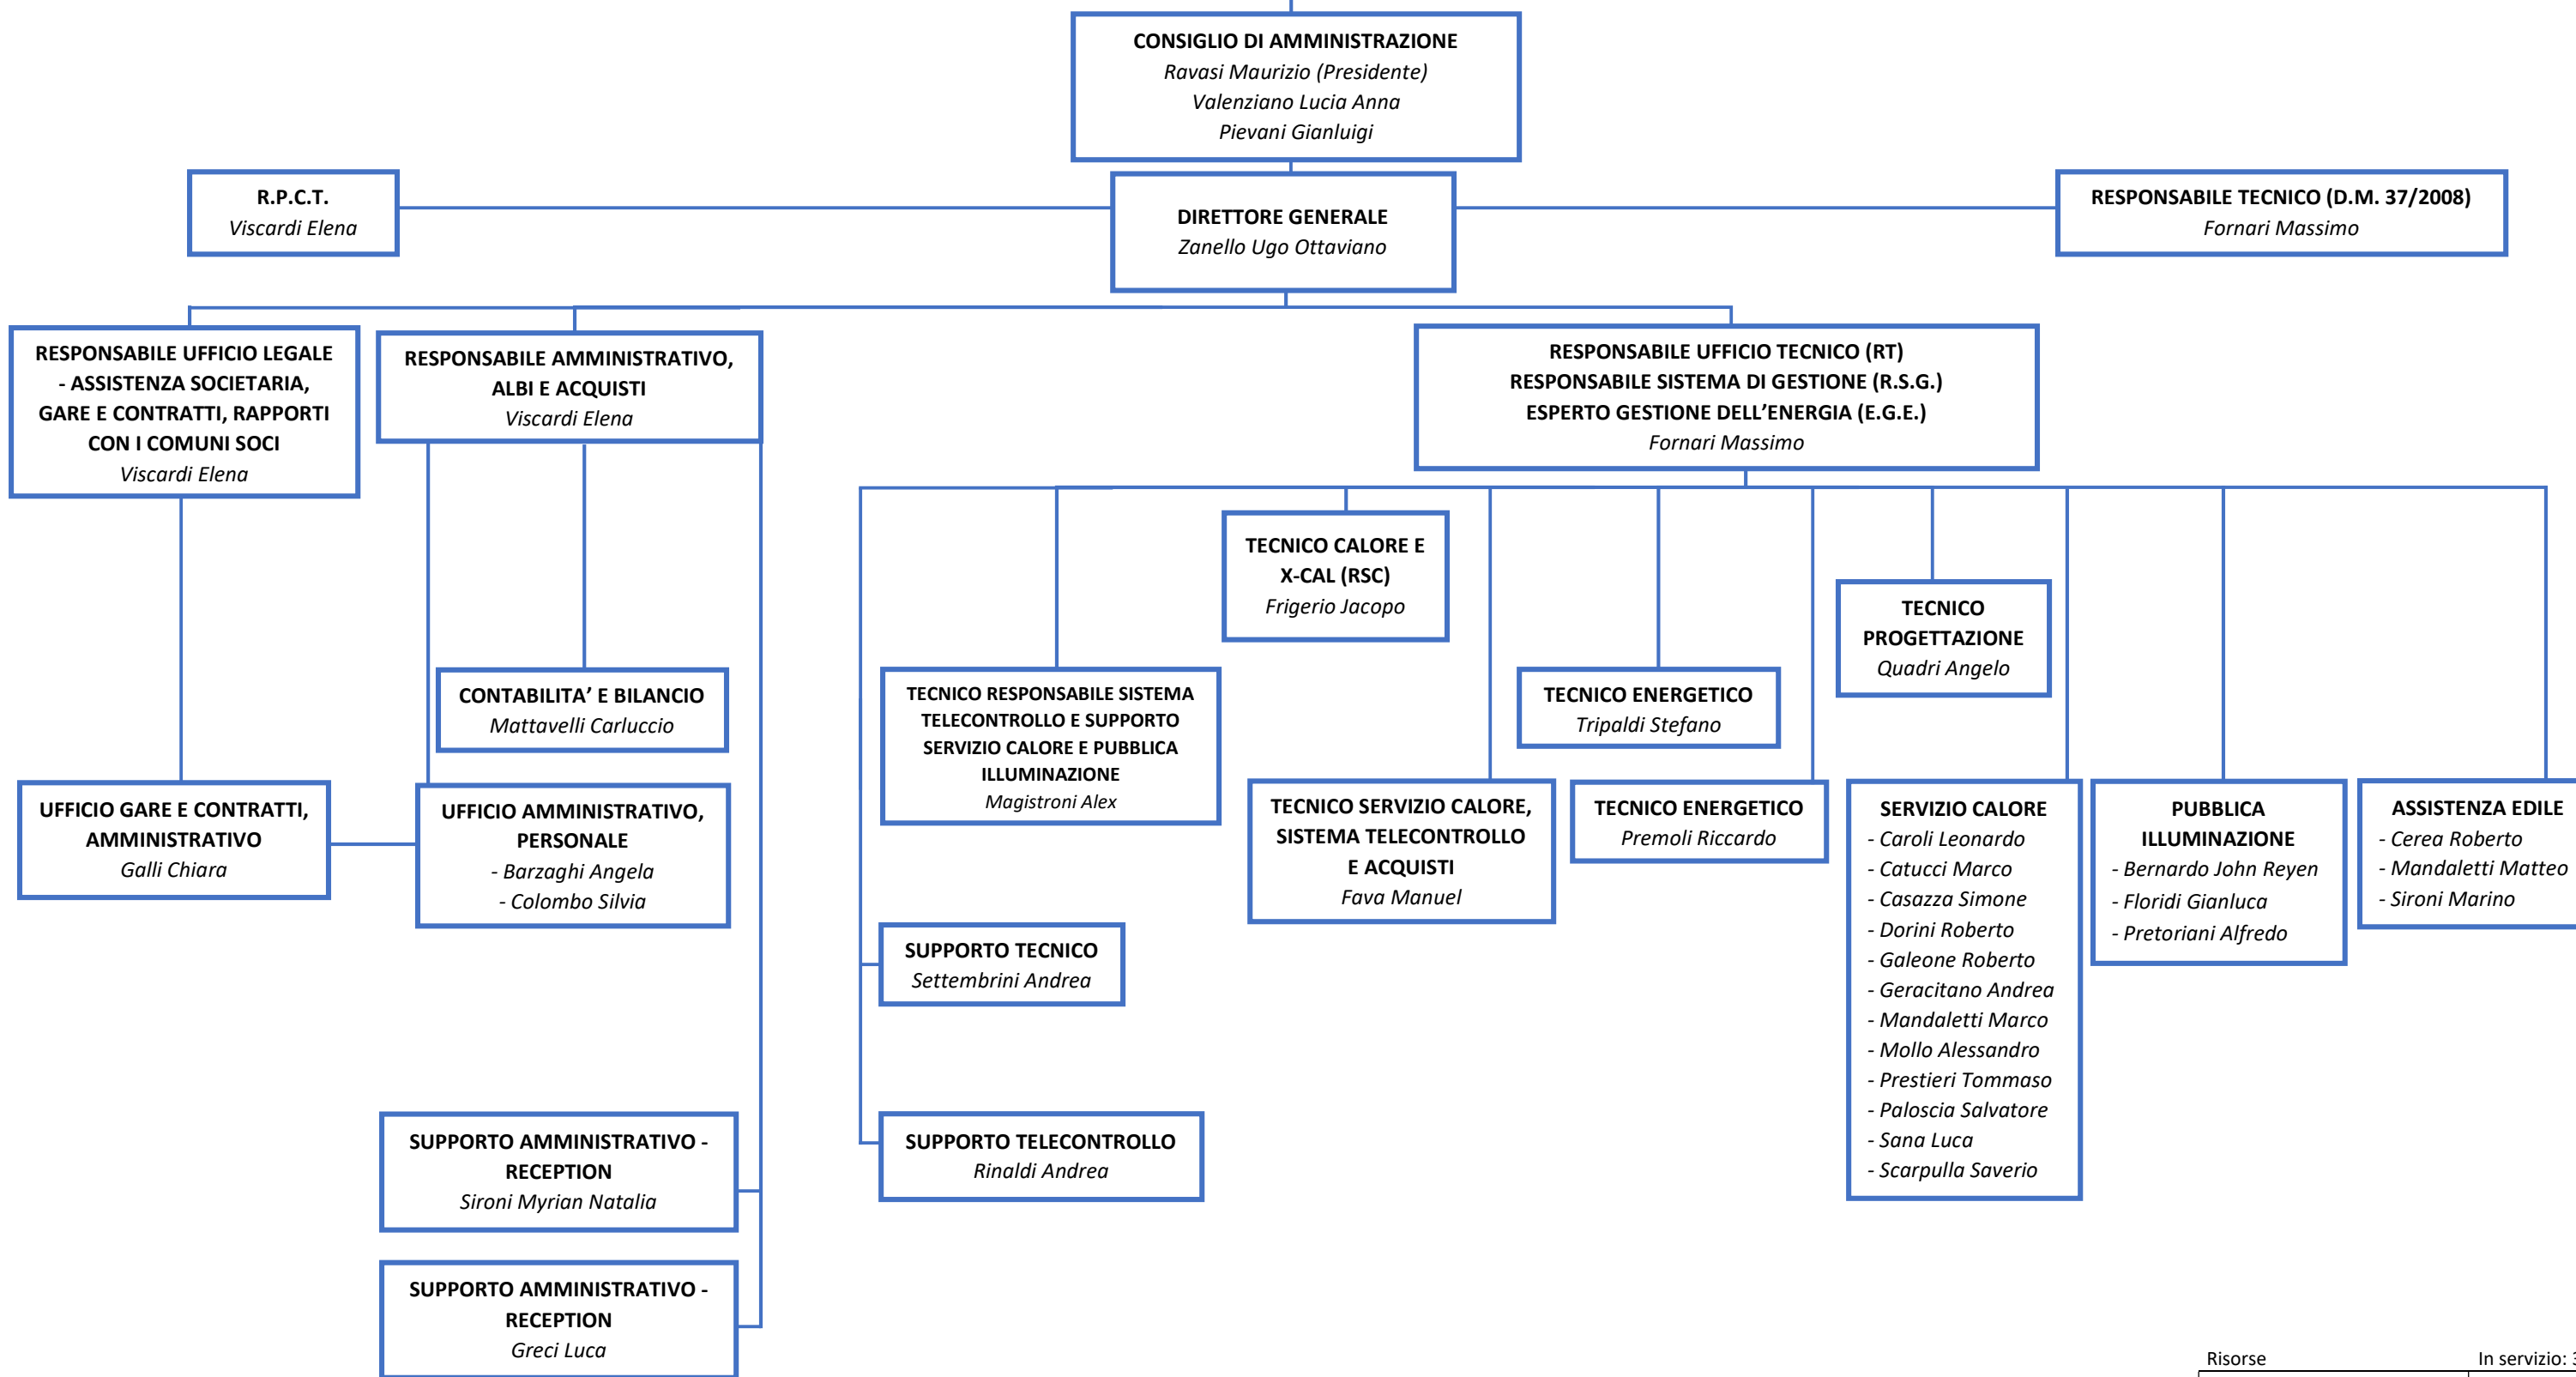 CONSIGLIO DI AMMINISTRAZIONE
Ravasi Maurizio (Presidente)
Valenziano Lucia Anna
Pievani Gianluigi
R.P.C.T.
Viscardi Elena
DIRETTORE GENERALE
Zanello Ugo Ottaviano
RESPONSABILE TECNICO (D.M. 37/2008)
Fornari Massimo
RESPONSABILE UFFICIO LEGALE
- ASSISTENZA SOCIETARIA,
GARE E CONTRATTI, RAPPORTI
CON I COMUNI SOCI
Viscardi Elena
RESPONSABILE AMMINISTRATIVO,
ALBI E ACQUISTI
Viscardi Elena
RESPONSABILE UFFICIO TECNICO (RT)
RESPONSABILE SISTEMA DI GESTIONE (R.S.G.)
ESPERTO GESTIONE DELL’ENERGIA (E.G.E.)
Fornari Massimo
TECNICO CALORE E
X-CAL (RSC)
Frigerio Jacopo
TECNICO
PROGETTAZIONE
Quadri Angelo
CONTABILITA’ E BILANCIO
Mattavelli Carluccio
TECNICO RESPONSABILE SISTEMA
TELECONTROLLO E SUPPORTO
SERVIZIO CALORE E PUBBLICA
ILLUMINAZIONE
Magistroni Alex
TECNICO ENERGETICO
Tripaldi Stefano
UFFICIO GARE E CONTRATTI,
AMMINISTRATIVO
Galli Chiara
UFFICIO AMMINISTRATIVO,
PERSONALE
- Barzaghi Angela
- Colombo Silvia
TECNICO SERVIZIO CALORE,
SISTEMA TELECONTROLLO
E ACQUISTI
Fava Manuel
TECNICO ENERGETICO
Premoli Riccardo
SERVIZIO CALORE
- Caroli Leonardo
- Catucci Marco
- Casazza Simone
- Dorini Roberto
- Galeone Roberto
- Geracitano Andrea
- Mandaletti Marco
- Mollo Alessandro
- Prestieri Tommaso
- Paloscia Salvatore
- Sana Luca
- Scarpulla Saverio
PUBBLICA
ILLUMINAZIONE
- Bernardo John Reyen
- Floridi Gianluca
- Pretoriani Alfredo
ASSISTENZA EDILE
- Cerea Roberto
- Mandaletti Matteo
- Sironi Marino
SUPPORTO TECNICO
Settembrini Andrea
SUPPORTO AMMINISTRATIVO -
RECEPTION
Sironi Myrian Natalia
SUPPORTO TELECONTROLLO
Rinaldi Andrea
SUPPORTO AMMINISTRATIVO -
RECEPTION
Greci Luca
Risorse
In servizio: